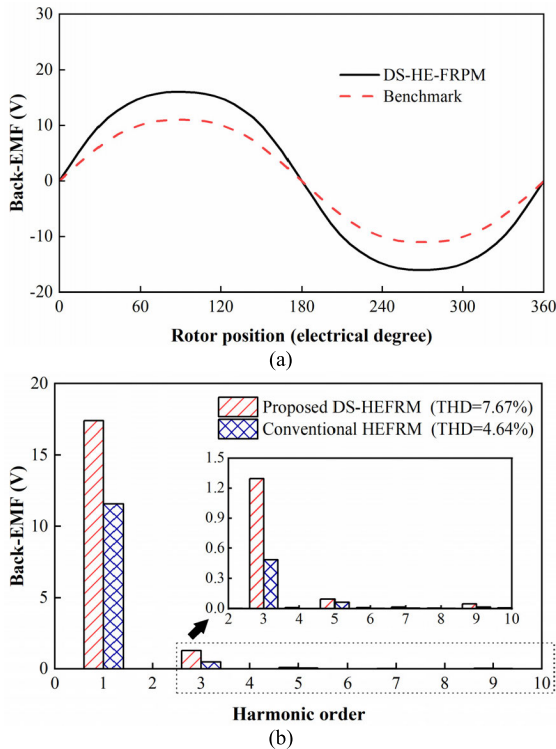 30
20
10
0
-10
-20
Back-EMF (V)
DS-HE-FRPM
Benchmark
0 60 120 180 240 300 360
Rotor position (electrical degree)
(a)
20
15
10
5
0
Back-EMF (V)
Proposed DS-HEFRM (THD=7.67%)
Conventional HEFRM (THD=4.64%)
1.5
1.2
0.9
0.6
0.3
0.0
2 3 4 5 6 7 8 9 10
0 1 2 3 4 5 6 7 8 9 10
Harmonic order
(b)